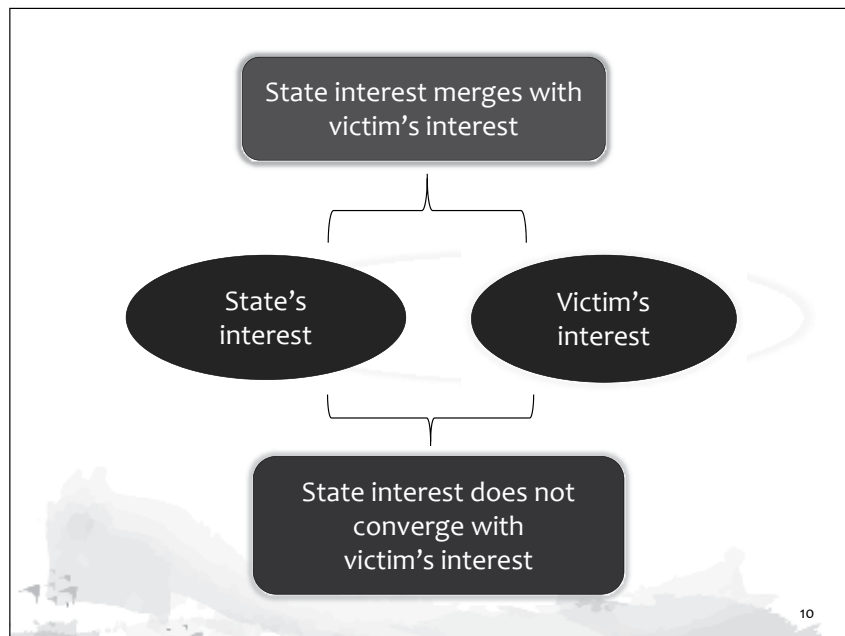 State interest merges with
victim’s interest
State’s
interest
Victim’s
interest
State interest does not
converge with
victim’s interest
10